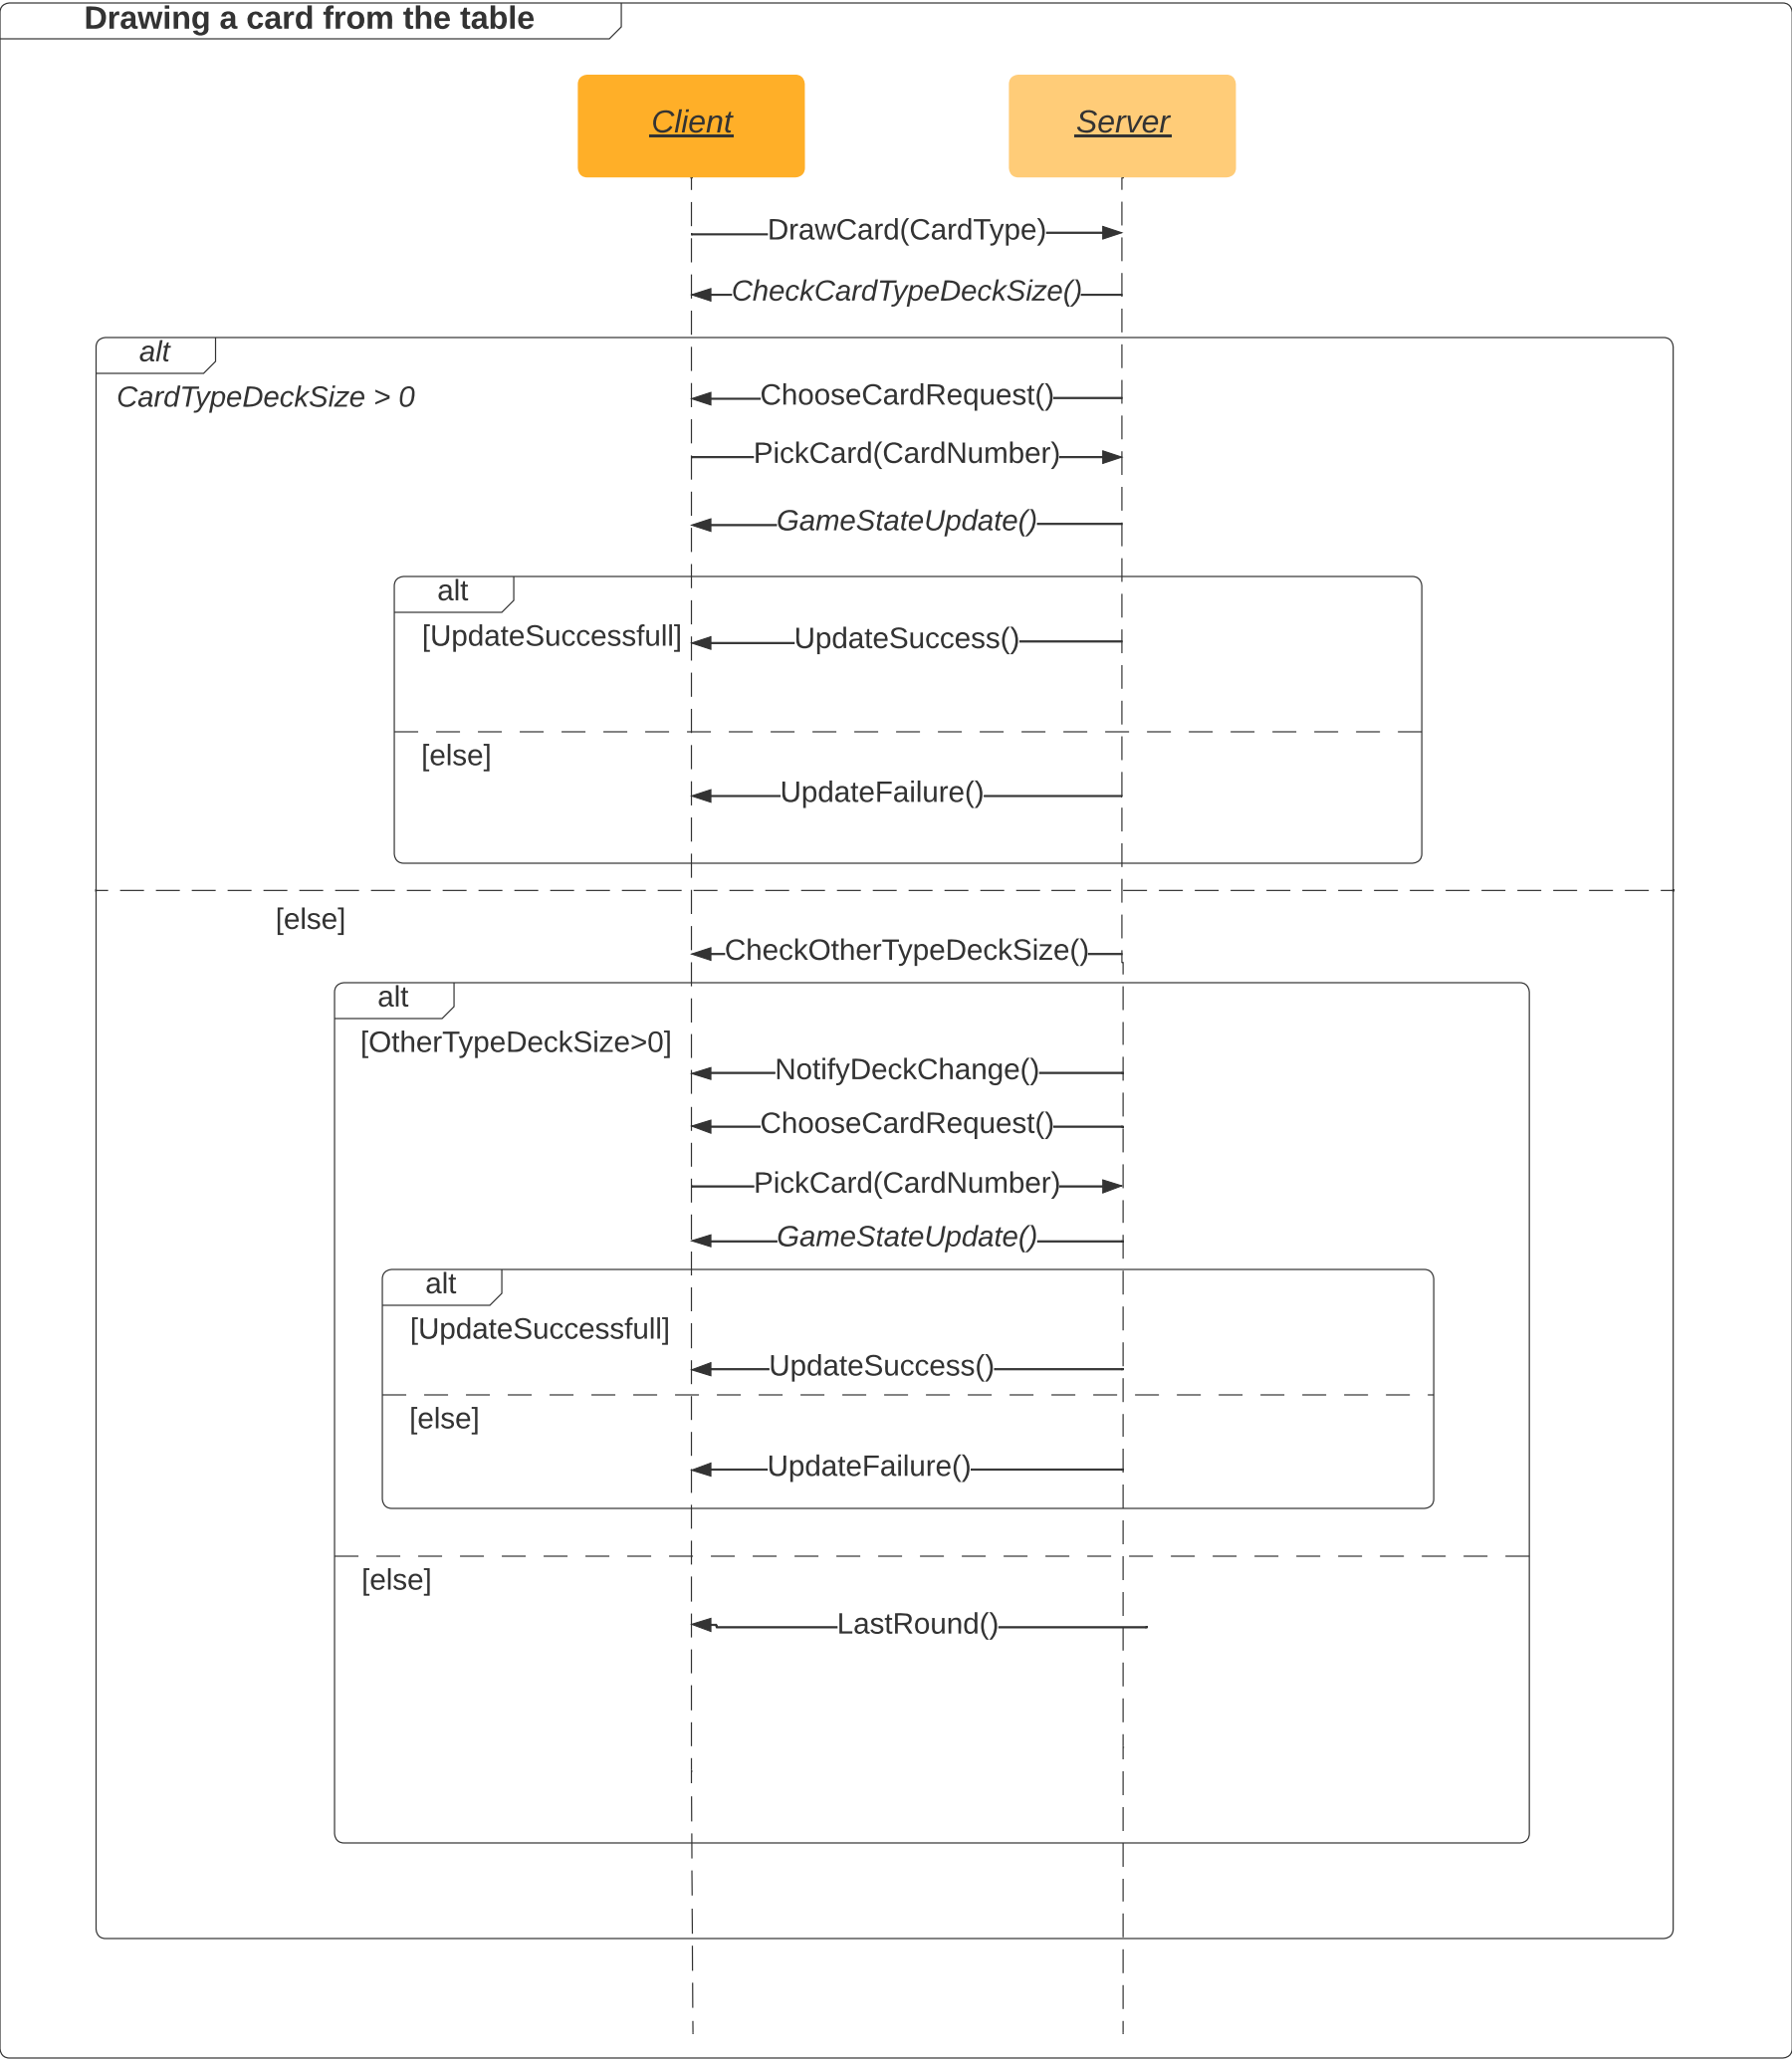 Drawing a card from the table
Client
Server
DrawCard(CardType)
CheckCardTypeDeckSize()
alt
CardTypeDeckSize > 0
ChooseCardRequest()
PickCard(CardNumber)
GameStateUpdate()
alt
[UpdateSuccessfull]
UpdateSuccess()
[else]
UpdateFailure()
[else]
CheckOtherTypeDeckSize()
alt
[OtherTypeDeckSize>0]
NotifyDeckChange()
ChooseCardRequest()
PickCard(CardNumber)
GameStateUpdate()
alt
[UpdateSuccessfull]
UpdateSuccess()
[else]
UpdateFailure()
[else]
LastRound()